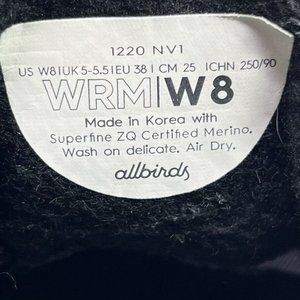 1220 NV1
US W8|UK 5-5.5|EU 38| CM 25 |CHN 250/90
WRM|W8
Made in Korea with
Superfine ZQ Certified Merino.
Wash on delicate. Air Dry.
allbirds